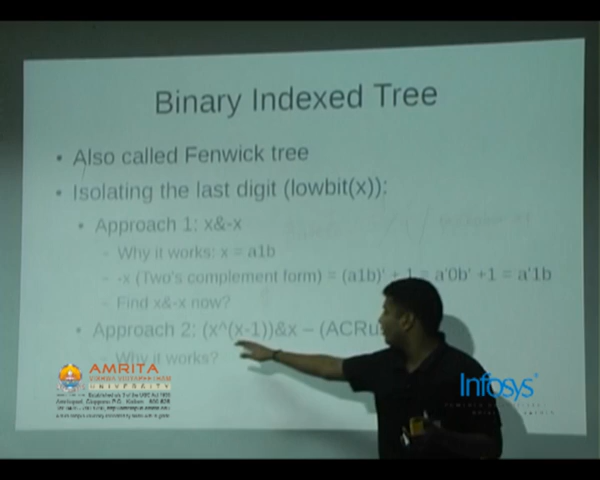 Binary Indexed Tree
• Also called Fenwick tree
• Isolating the last digit (lowbit(x)):
• Approach 1: x&-x
– Why it works: x = a1b
– -x (Two's complement form) = (a1b)' + 1 = a'0b' +1 = a'1b
– Find x&-x now?
• Approach 2: (x^(x-1))&x – (ACRu
– Why it works?
AMRITA
UNIVERSITY
Infosys